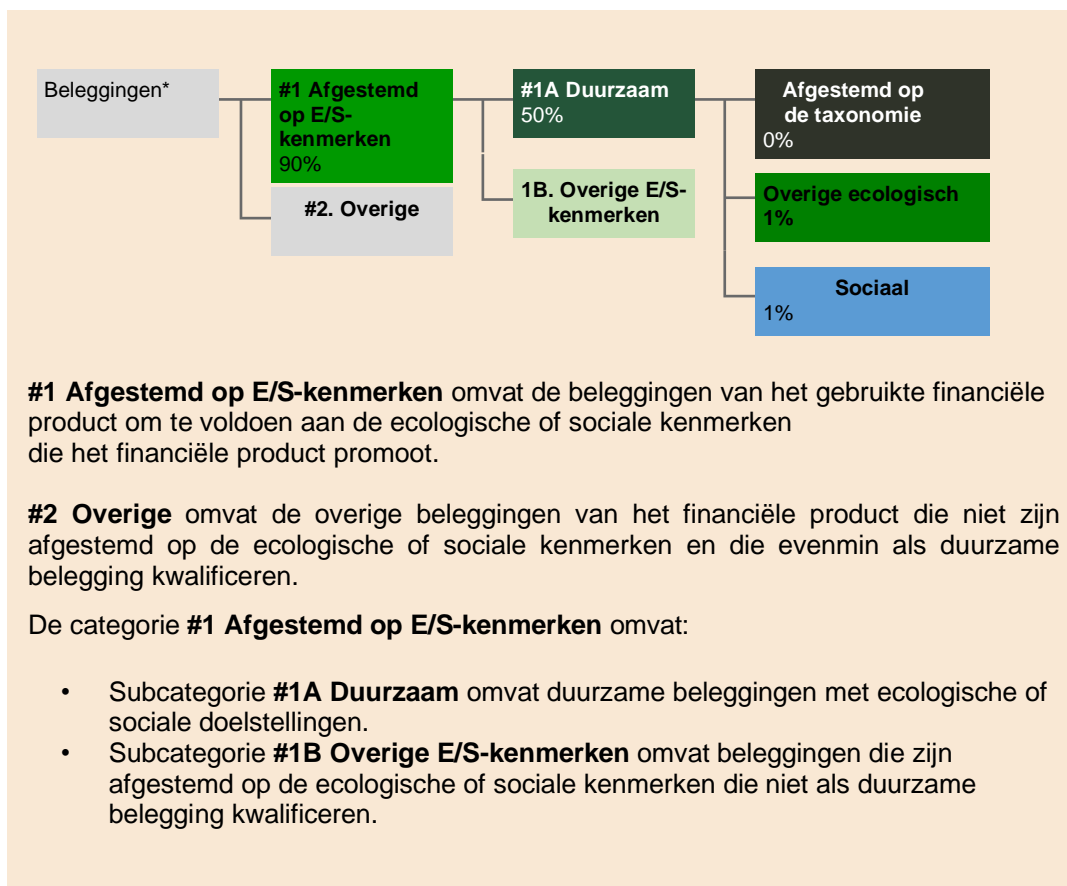 Beleggingen*
#1 Afgestemd
op E/S-
kenmerken
90%
#2. Overige
#1A Duurzaam
50%
1B. Overige E/S-
kenmerken
Afgestemd op
de taxonomie
0%
Overige ecologisch
1%
Sociaal
1%
#1 Afgestemd op E/S-kenmerken omvat de beleggingen van het gebruikte financiële
product om te voldoen aan de ecologische of sociale kenmerken
die het financiële product promoot.
#2 Overige omvat de overige beleggingen van het financiële product die niet zijn
afgestemd op de ecologische of sociale kenmerken en die evenmin als duurzame
belegging kwalificeren.
De categorie #1 Afgestemd op E/S-kenmerken omvat:
• Subcategorie #1A Duurzaam omvat duurzame beleggingen met ecologische of
sociale doelstellingen.
• Subcategorie #1B Overige E/S-kenmerken omvat beleggingen die zijn
afgestemd op de ecologische of sociale kenmerken die niet als duurzame
belegging kwalificeren.